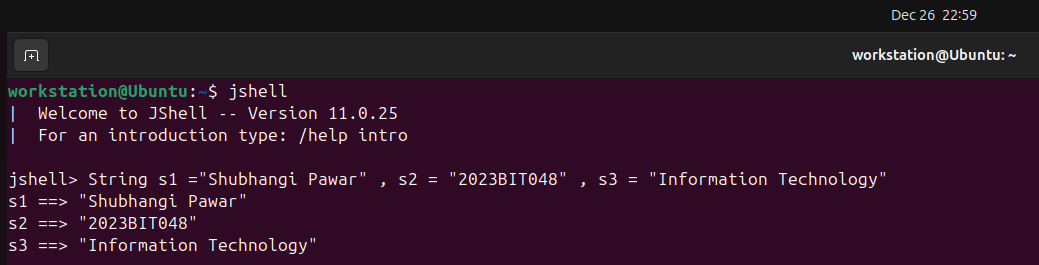 Dec 26 22:59
workstation@Ubuntu: ~
workstation@Ubuntu:~$ jshell
|  Welcome to JShell -- Version 11.0.25
|  For an introduction type: /help intro
jshell> String s1 ="Shubhangi Pawar" , s2 = "2023BIT048" , s3 = "Information Technology"
s1 ==> "Shubhangi Pawar"
s2 ==> "2023BIT048"
s3 ==> "Information Technology"